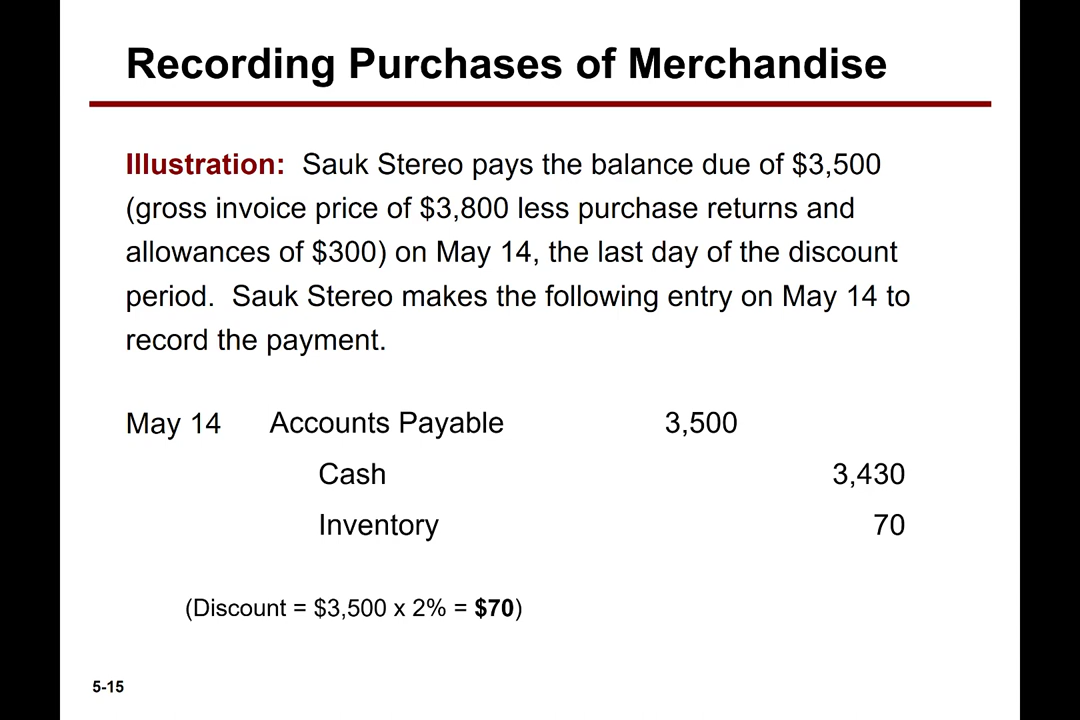 Recording Purchases of Merchandise
Illustration: Sauk Stereo pays the balance due of $3,500
(gross invoice price of $3,800 less purchase returns and
allowances of $300) on May 14, the last day of the discount
period. Sauk Stereo makes the following entry on May 14 to
record the payment.
May 14 Accounts Payable 3,500
Cash 3,430
Inventory 70
(Discount = $3,500 x 2% = $70)
5-15